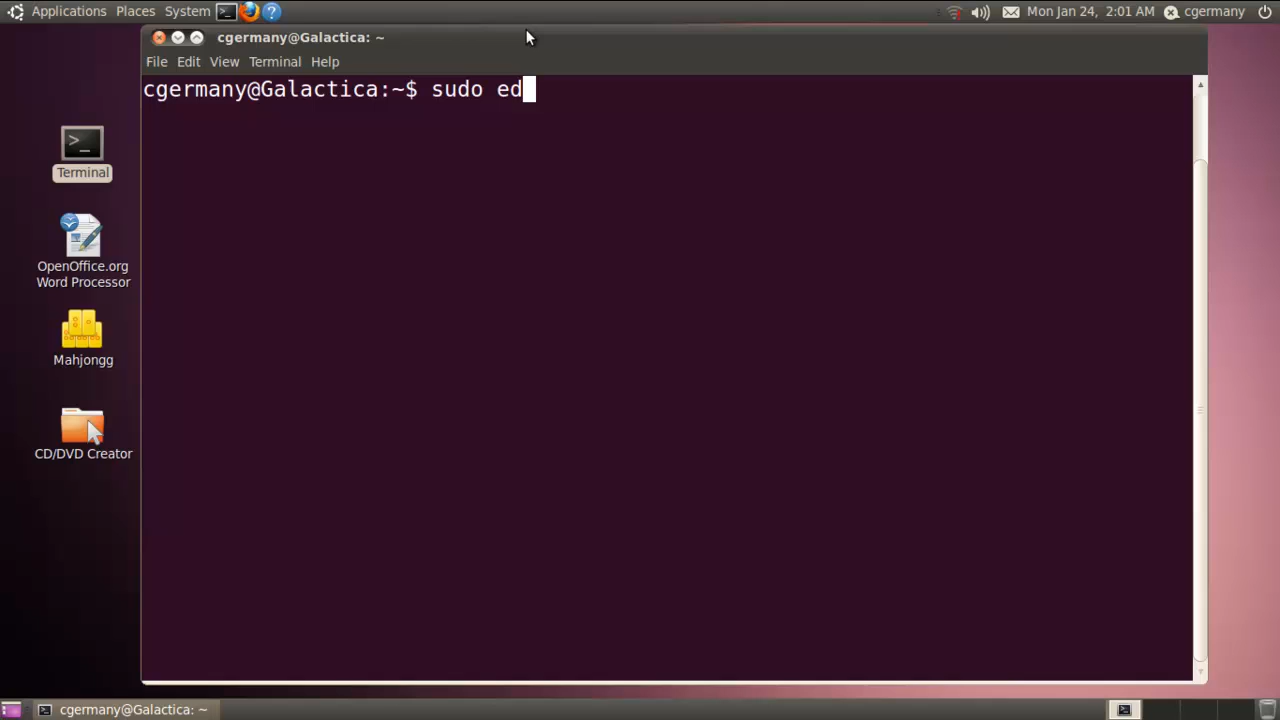 Applications Places System Mon Jan 24, 2:01 AM cgermany
cgermany@Galactica: ~
File Edit View Terminal Help
cgermany@Galactica:~$ sudo ed
>_
Terminal
OpenOffice.org
Word Processor
Mahjongg
CD/DVD Creator
cgermany@Galactica: ~